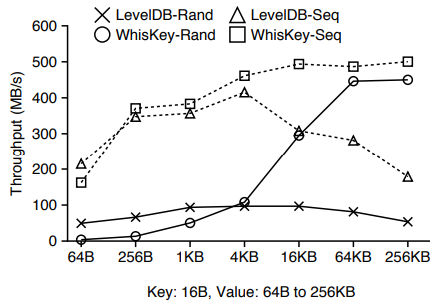 LevelDB-Rand LevelDB-Seq
WhisKey-Rand WhisKey-Seq
600
500
400
300
200
100
0
Throughput (MB/s)
64B 256B 1KB 4KB 16KB 64KB 256KB
Key: 16B, Value: 64B to 256KB